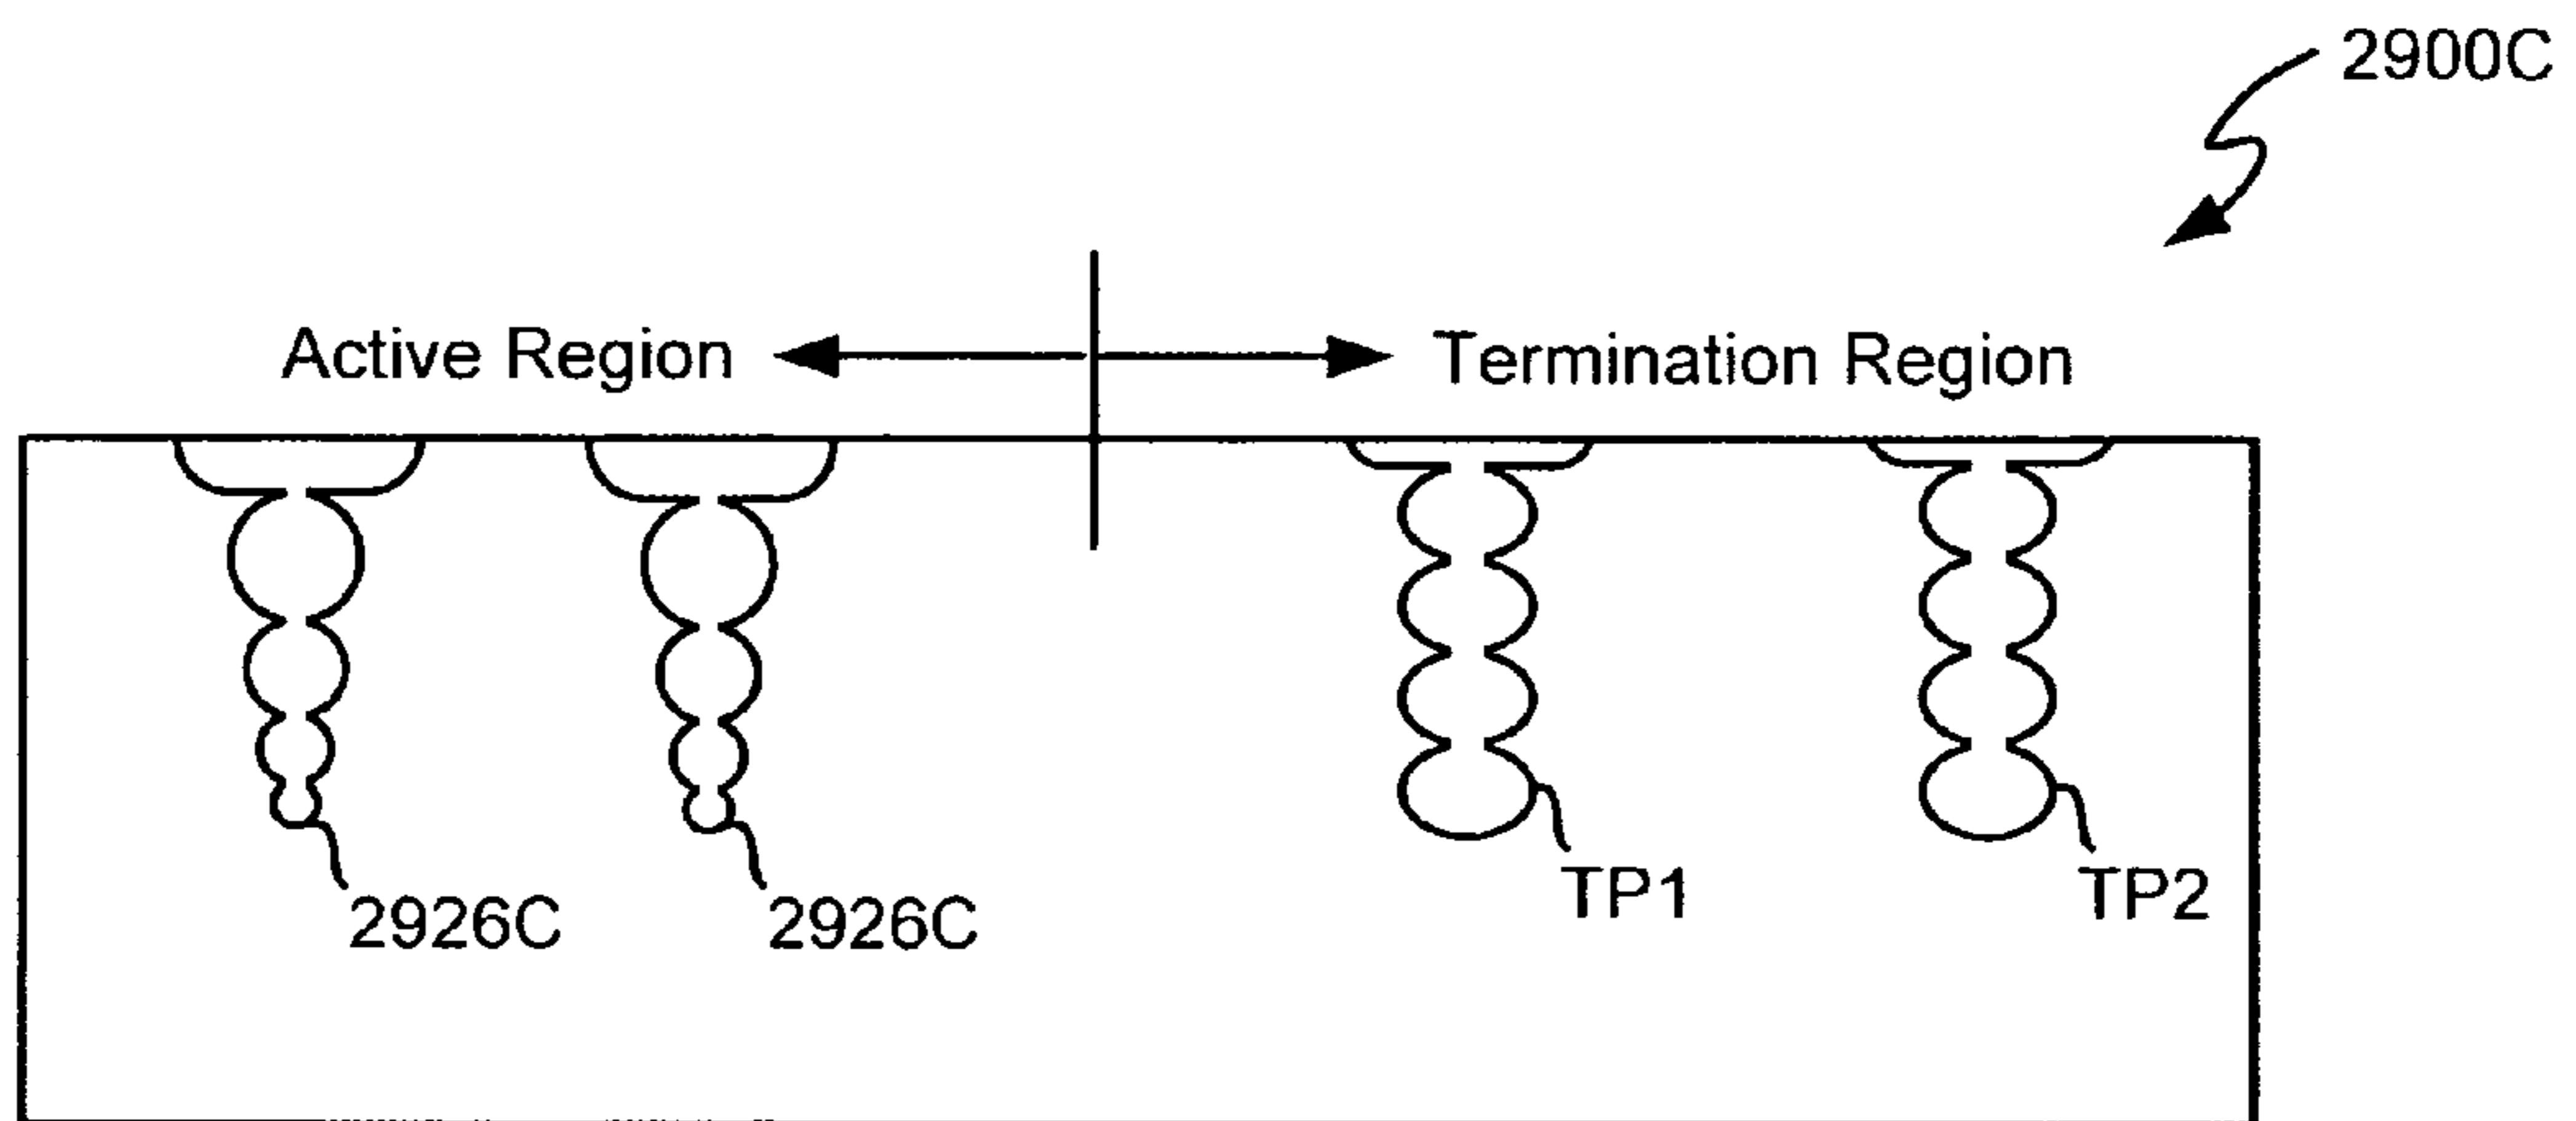 2900C
Active Region
Termination Region
2926C
2926C
TP1
TP2